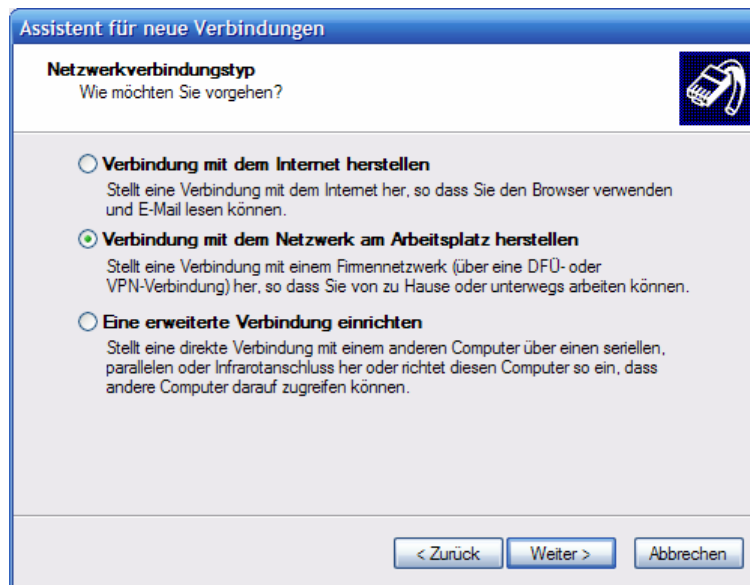 Assistent für neue Verbindungen
Netzwerkverbindungstyp
Wie möchten Sie vorgehen?
Verbindung mit dem Internet herstellen
Stellt eine Verbindung mit dem Internet her, so dass Sie den Browser verwenden
und E-Mail lesen können.
Verbindung mit dem Netzwerk am Arbeitsplatz herstellen
Stellt eine Verbindung mit einem Firmennetzwerk (über eine DFÜ- oder
VPN-Verbindung) her, so dass Sie von zu Hause oder unterwegs arbeiten können.
Eine erweiterte Verbindung einrichten
Stellt eine direkte Verbindung mit einem anderen Computer über einen seriellen,
parallelen oder Infrarotanschluss her oder richtet diesen Computer so ein, dass
andere Computer darauf zugreifen können.
< Zurück Weiter > Abbrechen